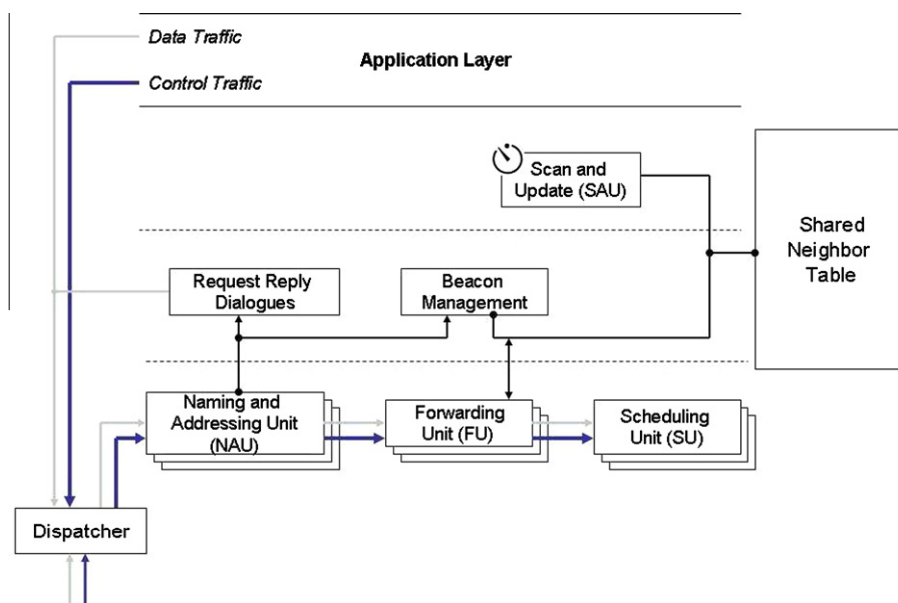 Data Traffic
Application Layer
Control Traffic
Scan and
Update (SAU)
Shared
Neighbor
Table
Request Reply
Dialogues
Beacon
Management
Naming and
Addressing Unit
(NAU)
Forwarding
Unit (FU)
Scheduling
Unit (SU)
Dispatcher